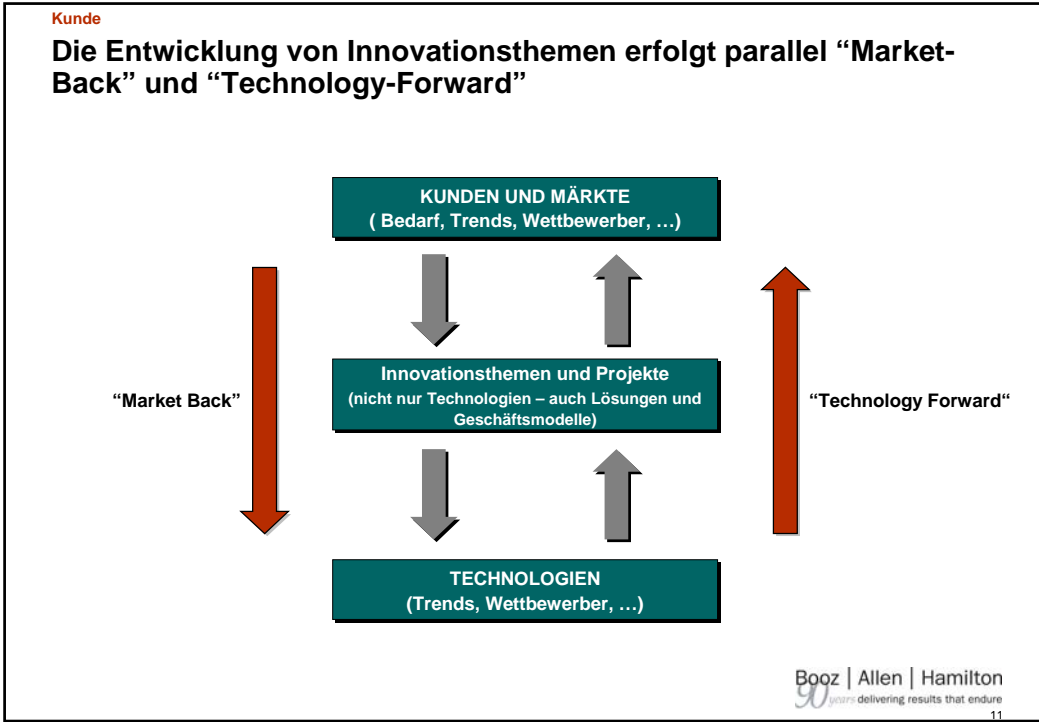 Kunde
Die Entwicklung von Innovationsthemen erfolgt parallel “Market-
Back” und “Technology-Forward”
KUNDEN UND MÄRKTE
( Bedarf, Trends, Wettbewerber, …)
Innovationsthemen und Projekte
(nicht nur Technologien – auch Lösungen und
Geschäftsmodelle)
“Market Back”
“Technology Forward“
TECHNOLOGIEN
(Trends, Wettbewerber, …)
Booz | Allen | Hamilton
90 years delivering results that endure
11